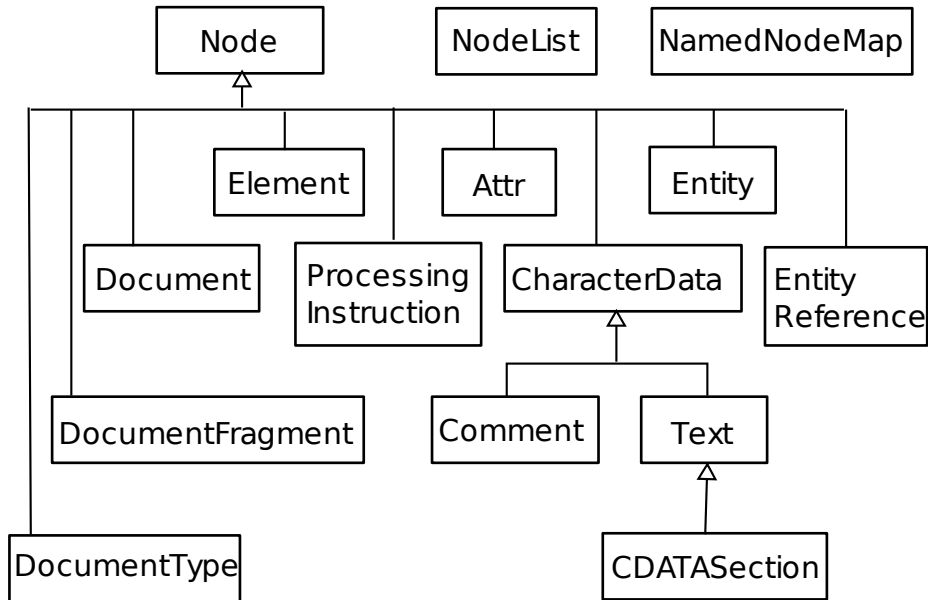 Node
NodeList
NamedNodeMap
Element
Attr
Entity
Document
Processing
Instruction
CharacterData
Entity
Reference
DocumentFragment
Comment
Text
DocumentType
CDATASection